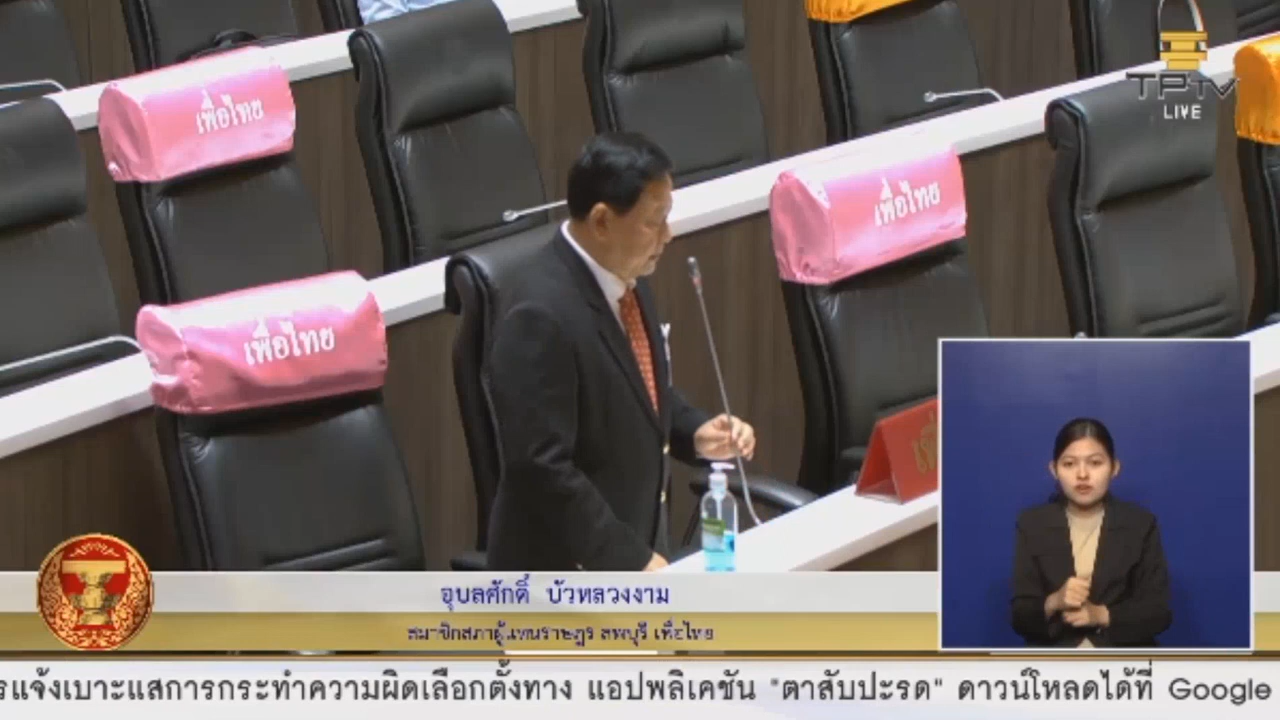 เพื่อไทย
TPTV
LIVE
เพื่อไทย
เพื่อไทย
อุบลศักดิ์ บัวหลวงงาม
สมาชิกสภาผู้แทนราษฎร ลพบุรี เพื่อไทย
รแจ้งเบาะแสการกระทำความผิดเลือกตั้งทาง แอปพลิเคชัน "ตาสับปะรด" ดาวน์โหลดได้ที่ Google